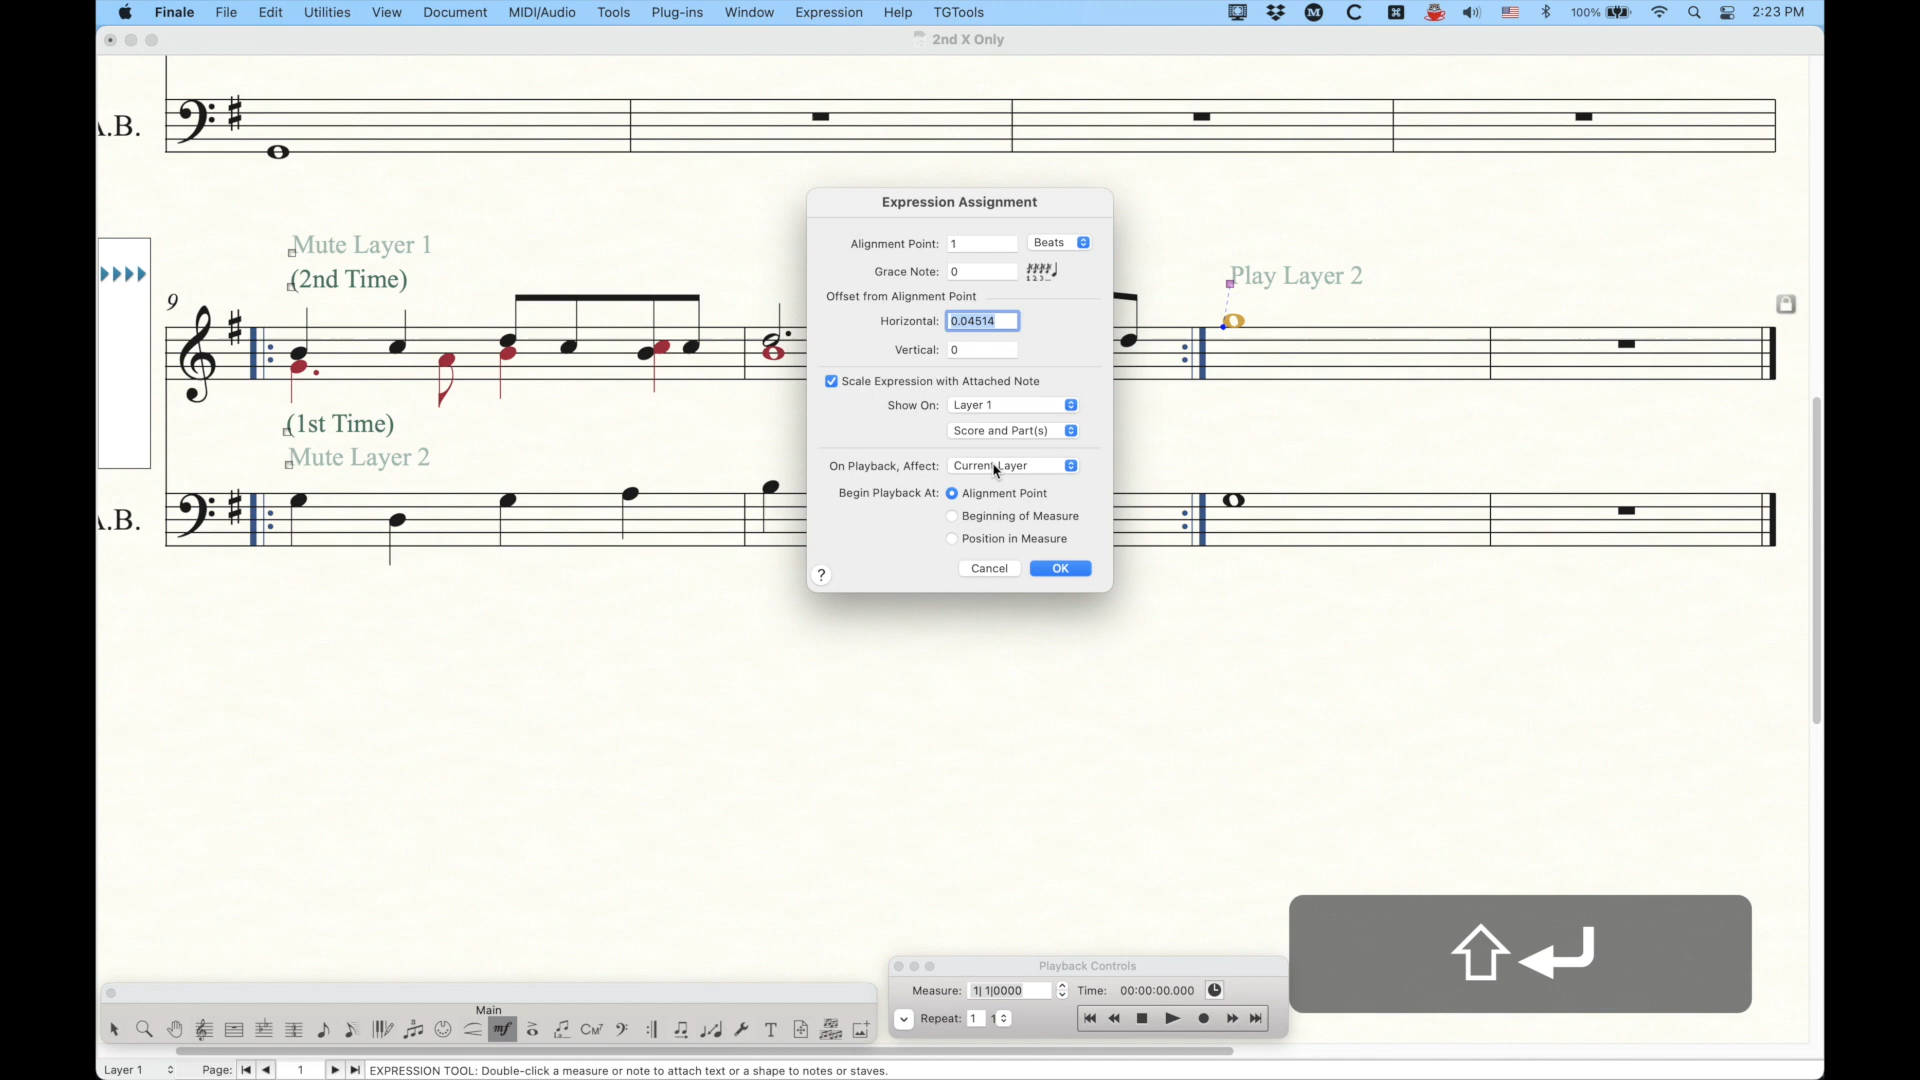 Finale File Edit Utilities View Document MIDI/Audio Tools Plug-ins Window Expression Help TGTools 100% 2:23 PM
2nd X Only
A.B.
Expression Assignment
Alignment Point: 1 Beats
Grace Note: 0
1 2 3...
Offset from Alignment Point
Horizontal: 0.04514
Vertical: 0
Scale Expression with Attached Note
Show On: Layer 1
Score and Part(s)
On Playback, Affect: Current Layer
Begin Playback At: Alignment Point
Beginning of Measure
Position in Measure
? Cancel OK
Mute Layer 1
(2nd Time)
Play Layer 2
9
(1st Time)
Mute Layer 2
A.B.
Playback Controls
Measure: 1| 1|0000 Time: 00:00:00.000
Repeat: 1 1
Main
mf CM7 T
Layer 1 Page: 1 EXPRESSION TOOL: Double-click a measure or note to attach text or a shape to notes or staves.